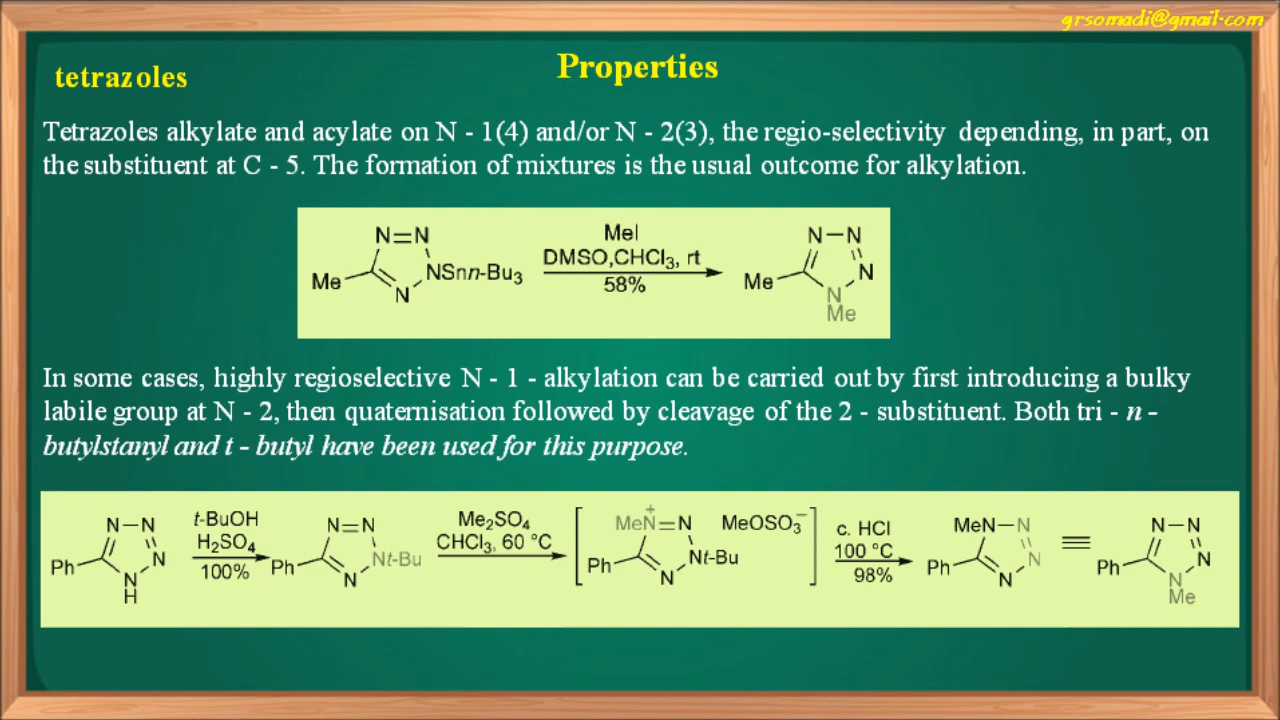 grsomadi@gmail.com
tetrazoles
Properties
Tetrazoles alkylate and acylate on N - 1(4) and/or N - 2(3), the regio-selectivity depending, in part, on
the substituent at C - 5. The formation of mixtures is the usual outcome for alkylation.
N=N
Me
N
NSnn-Bu3
MeI
DMSO,CHCl3, rt
58%
N–N
Me
N
N
Me
In some cases, highly regioselective N - 1 - alkylation can be carried out by first introducing a bulky
labile group at N - 2, then quaternisation followed by cleavage of the 2 - substituent. Both tri - n -
butylstanyl and t - butyl have been used for this purpose.
N–N
Ph
N
N
H
t-BuOH
H2SO4
100%
N=N
Ph
N
Nt-Bu
Me2SO4
CHCl3, 60 °C
+
MeN=N
Ph
N
Nt-Bu
MeOSO3–
c. HCl
100 °C
98%
MeN–N
Ph
N
N
≡
N–N
Ph
N
N
Me